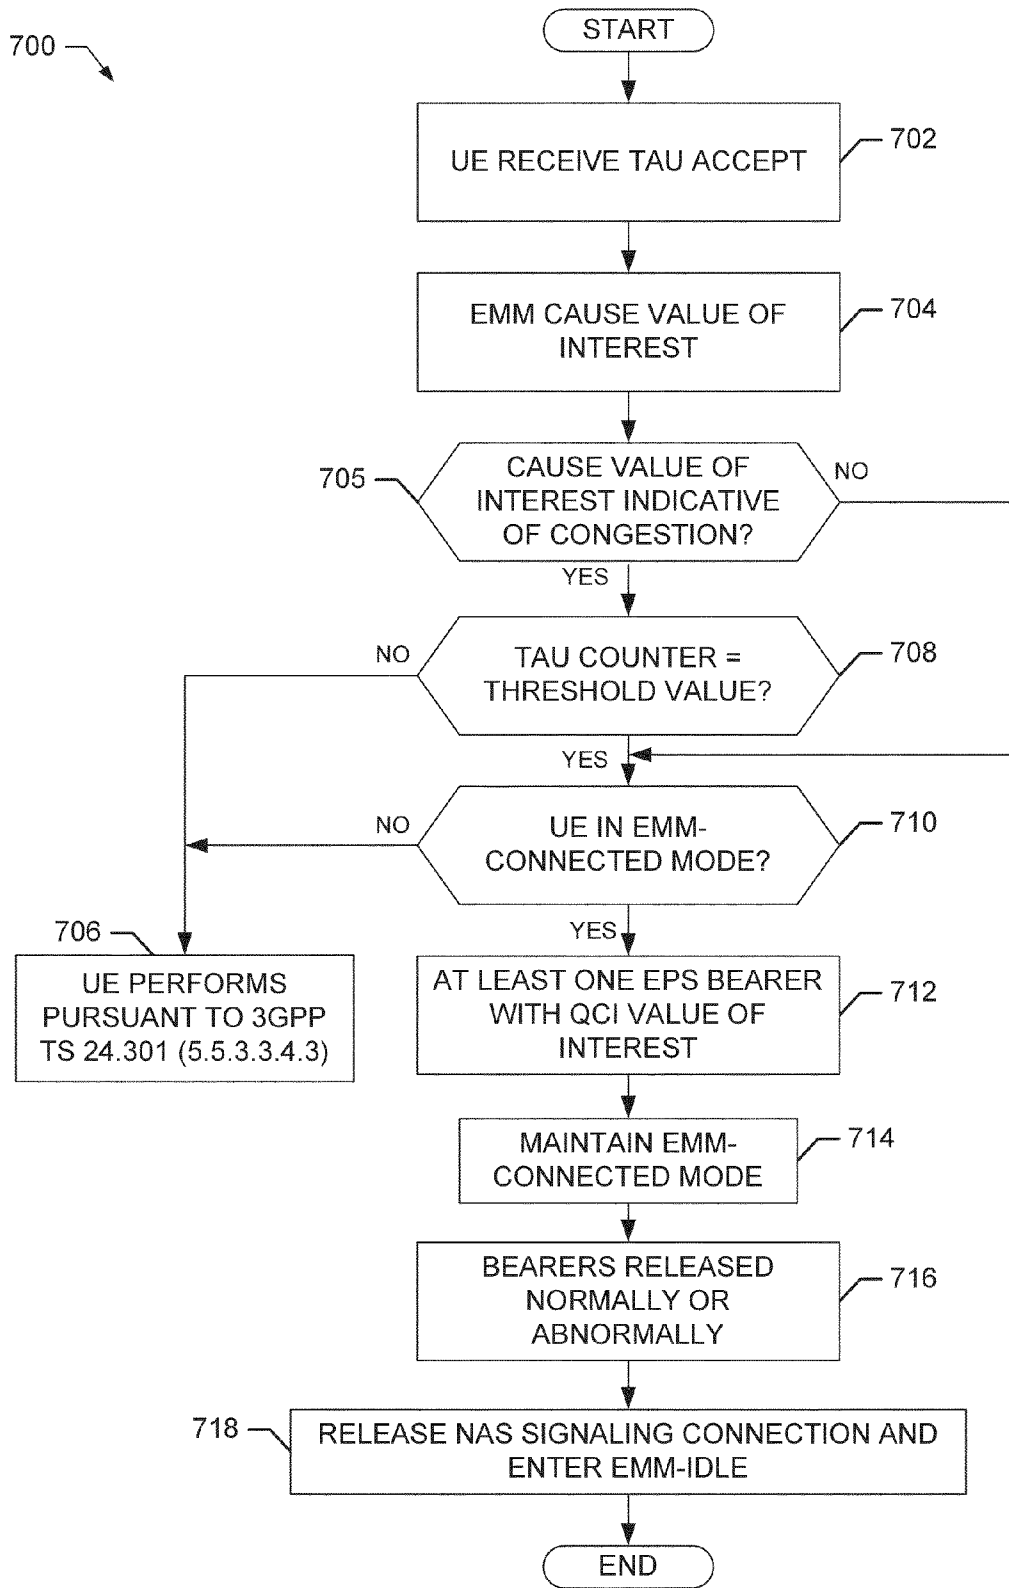 700
START
UE RECEIVE TAU ACCEPT
702
EMM CAUSE VALUE OF
INTEREST
704
705
CAUSE VALUE OF
INTEREST INDICATIVE
OF CONGESTION?
NO
YES
NO
TAU COUNTER =
THRESHOLD VALUE?
708
YES
NO
UE IN EMM-
CONNECTED MODE?
710
YES
706
UE PERFORMS
PURSUANT TO 3GPP
TS 24.301 (5.5.3.3.4.3)
AT LEAST ONE EPS BEARER
WITH QCI VALUE OF
INTEREST
712
MAINTAIN EMM-
CONNECTED MODE
714
BEARERS RELEASED
NORMALLY OR
ABNORMALLY
716
718
RELEASE NAS SIGNALING CONNECTION AND
ENTER EMM-IDLE
END